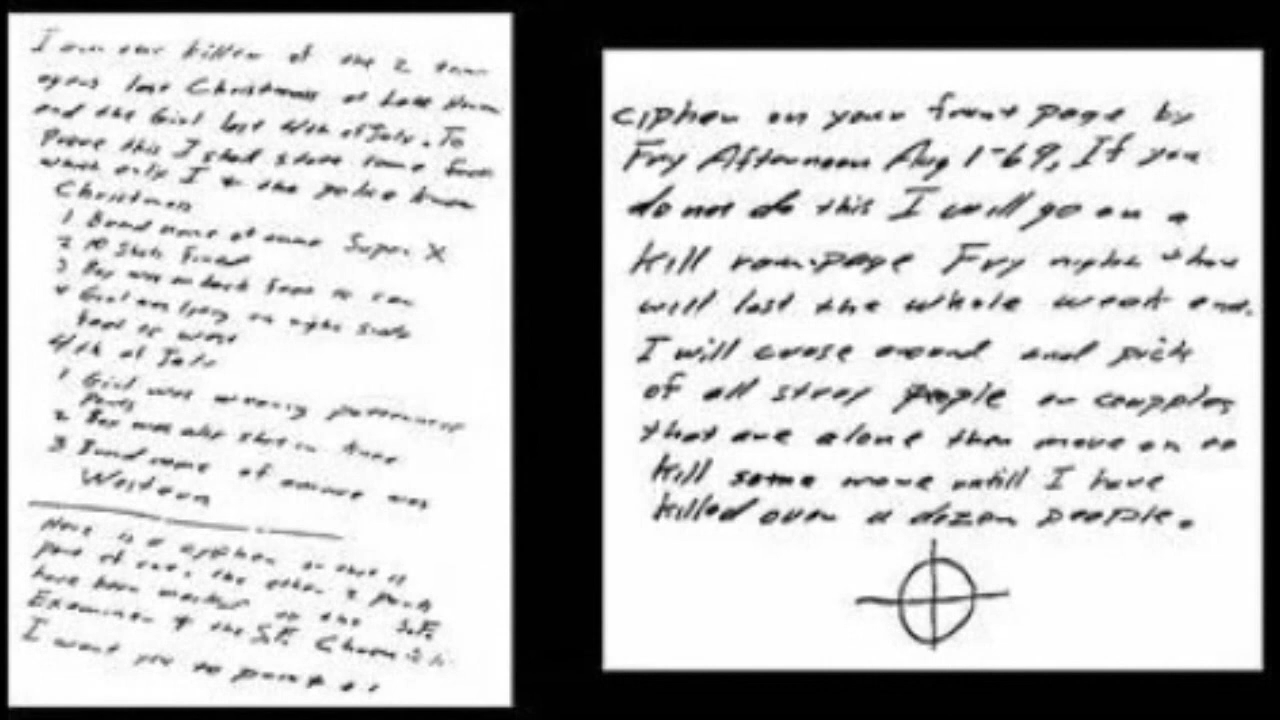 I am the killer of the 2 teen
agers last Christmass at Lake Herman
and the Girl last 4th of July. To
Prove this I shall state some facts
which only I + the police know
Christmass
1 Brand name of ammo Super X
2 10 Shots Fired
3 Boy was on back feet to car
4 Girl was lyeing on right side
feet to west
4th of July
1 Girl was wearing patterned
pants
2 Boy was also shot in knee
3 Brand name of ammo was
Western
Here is a cipher or that is
part of one. the other 2 parts
have been mailed to the S.F.
Examiner + the S.F. Chronicle
I want you to print
cipher on your front page by
Fry Afternoon Aug 1-69, If you
do not do this I will go on a
kill rampage Fry night that
will last the whole week end.
I will cruse around and pick
of all stray people or coupples
that are alone then move on to
kill some more untill I have
killed over a dozen people.